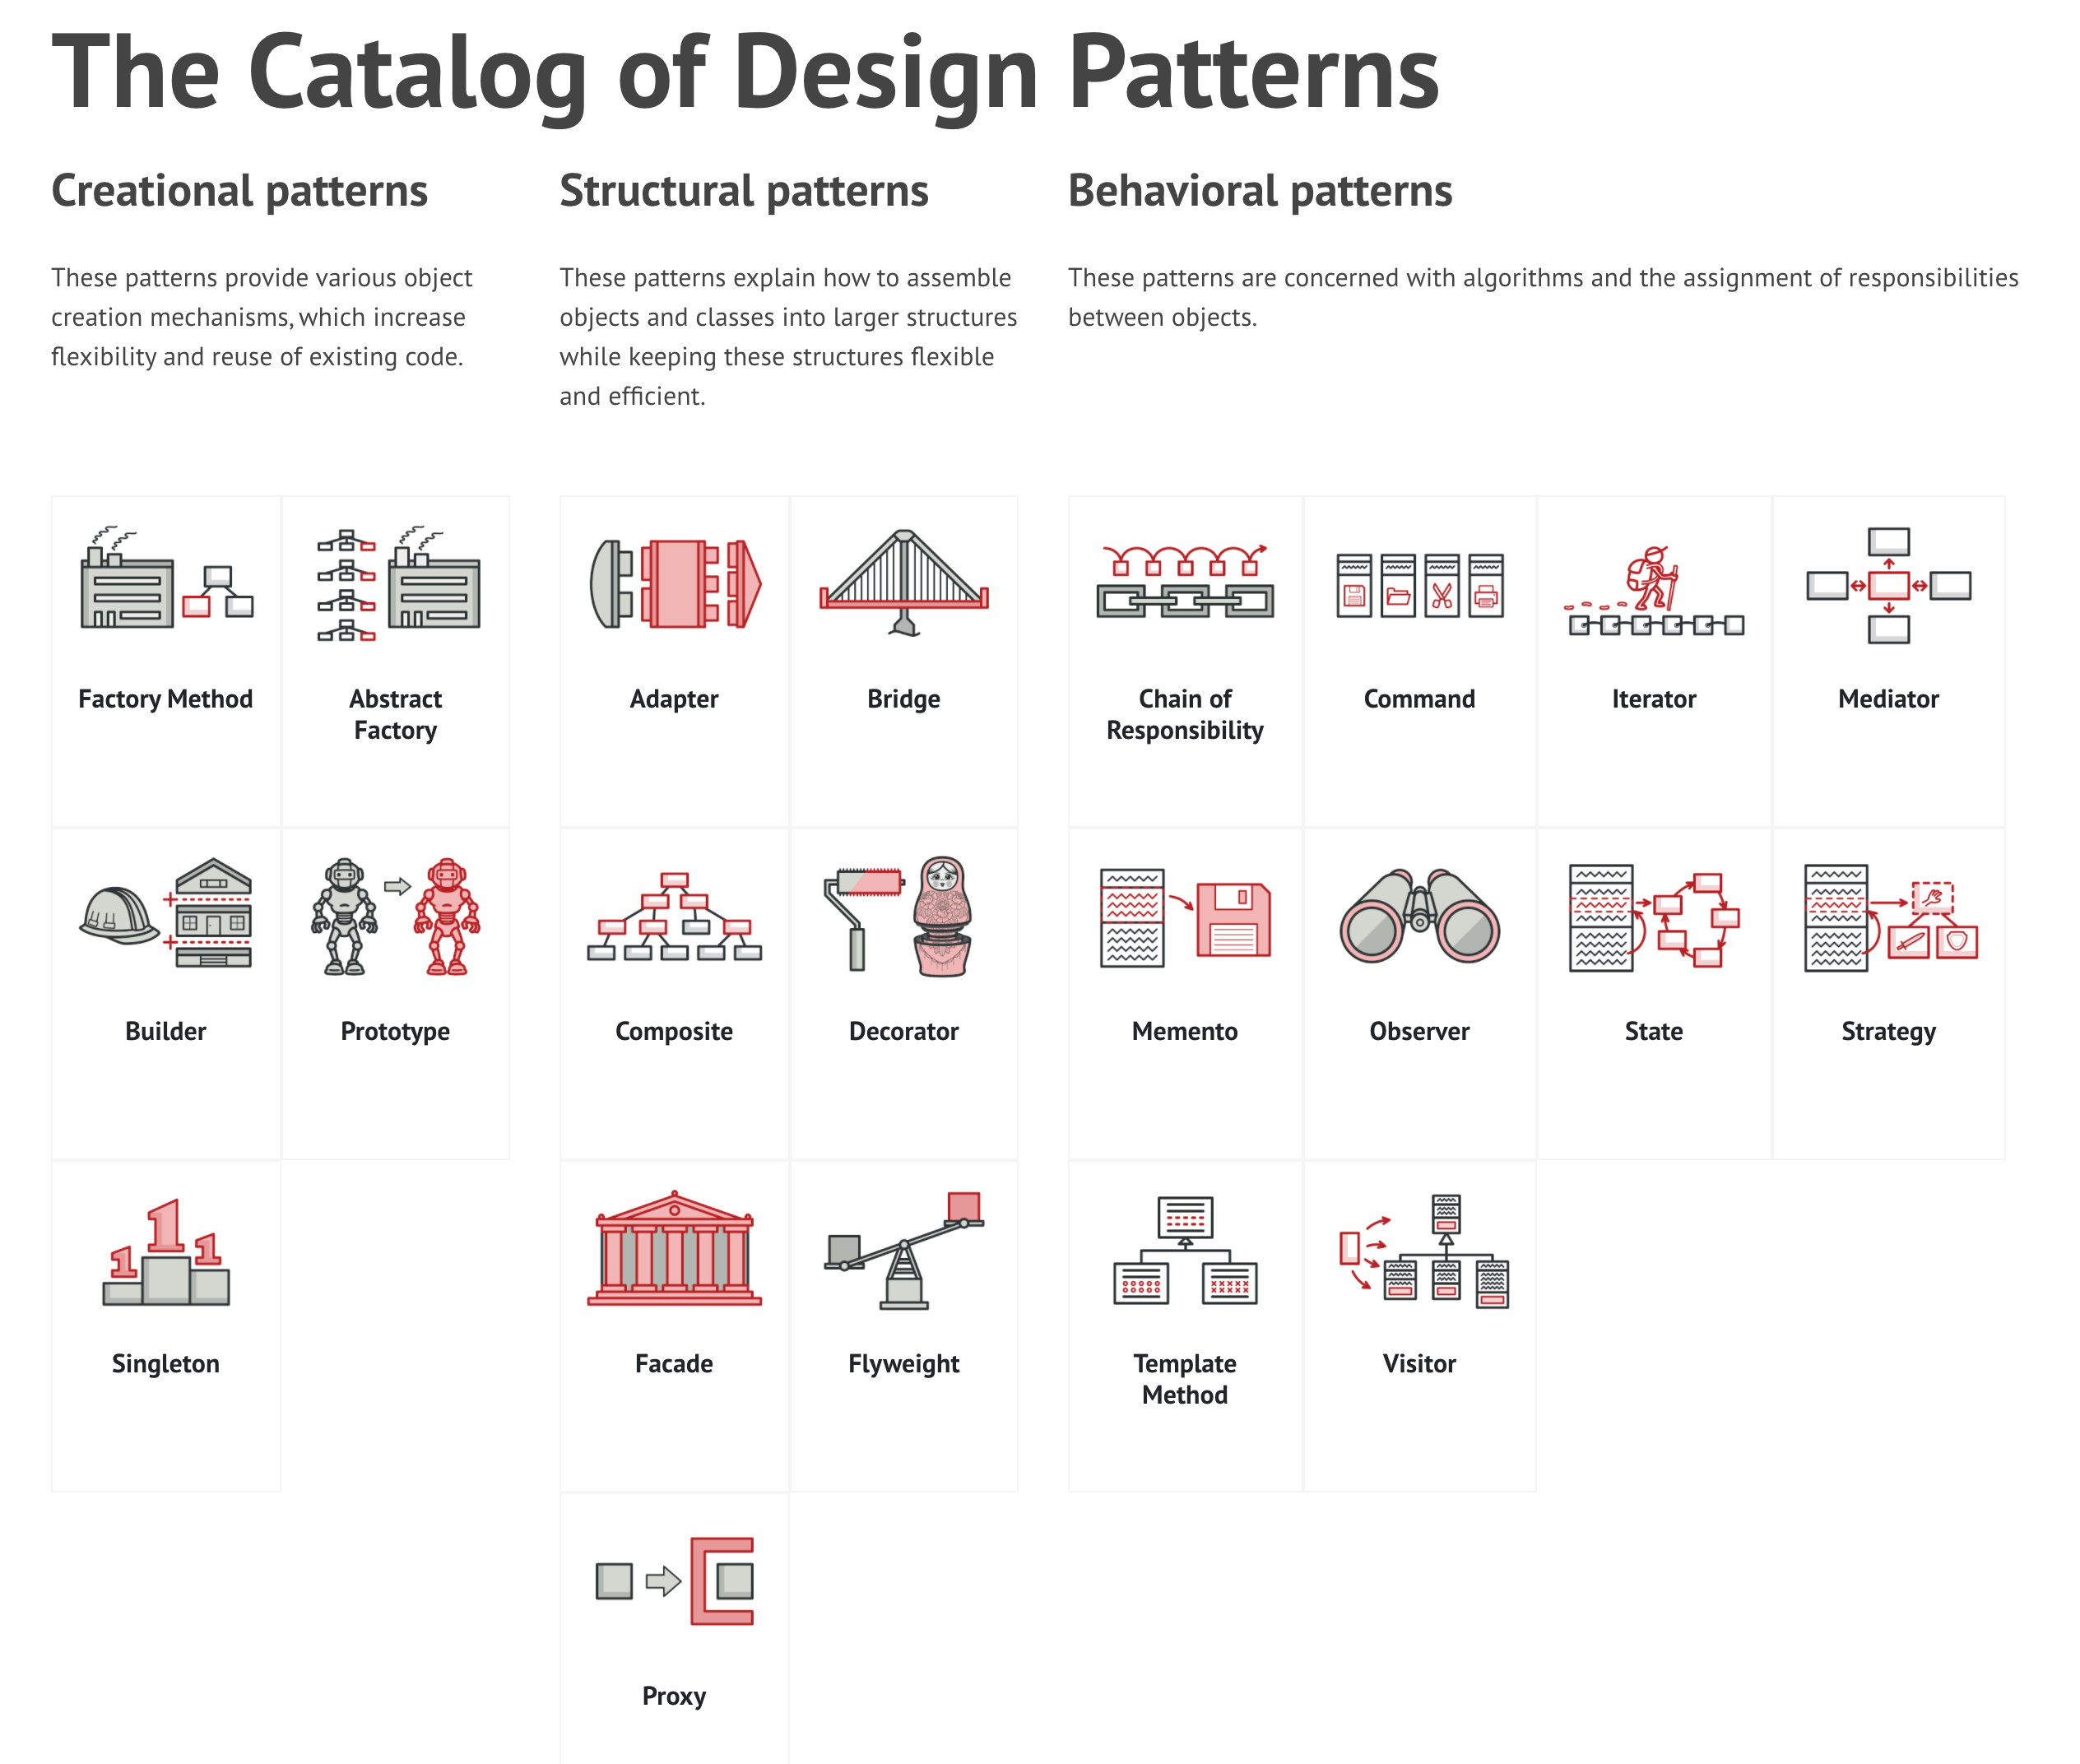 The Catalog of Design Patterns
Creational patterns
These patterns provide various object
creation mechanisms, which increase
flexibility and reuse of existing code.
Factory Method
Abstract
Factory
Builder
Prototype
1
1
1
Singleton
Structural patterns
These patterns explain how to assemble
objects and classes into larger structures
while keeping these structures flexible
and efficient.
Adapter
Bridge
Composite
Decorator
Facade
Flyweight
Proxy
Behavioral patterns
These patterns are concerned with algorithms and the assignment of responsibilities
between objects.
Chain of
Responsibility
Command
Iterator
Mediator
Memento
Observer
State
Strategy
Template
Method
Visitor